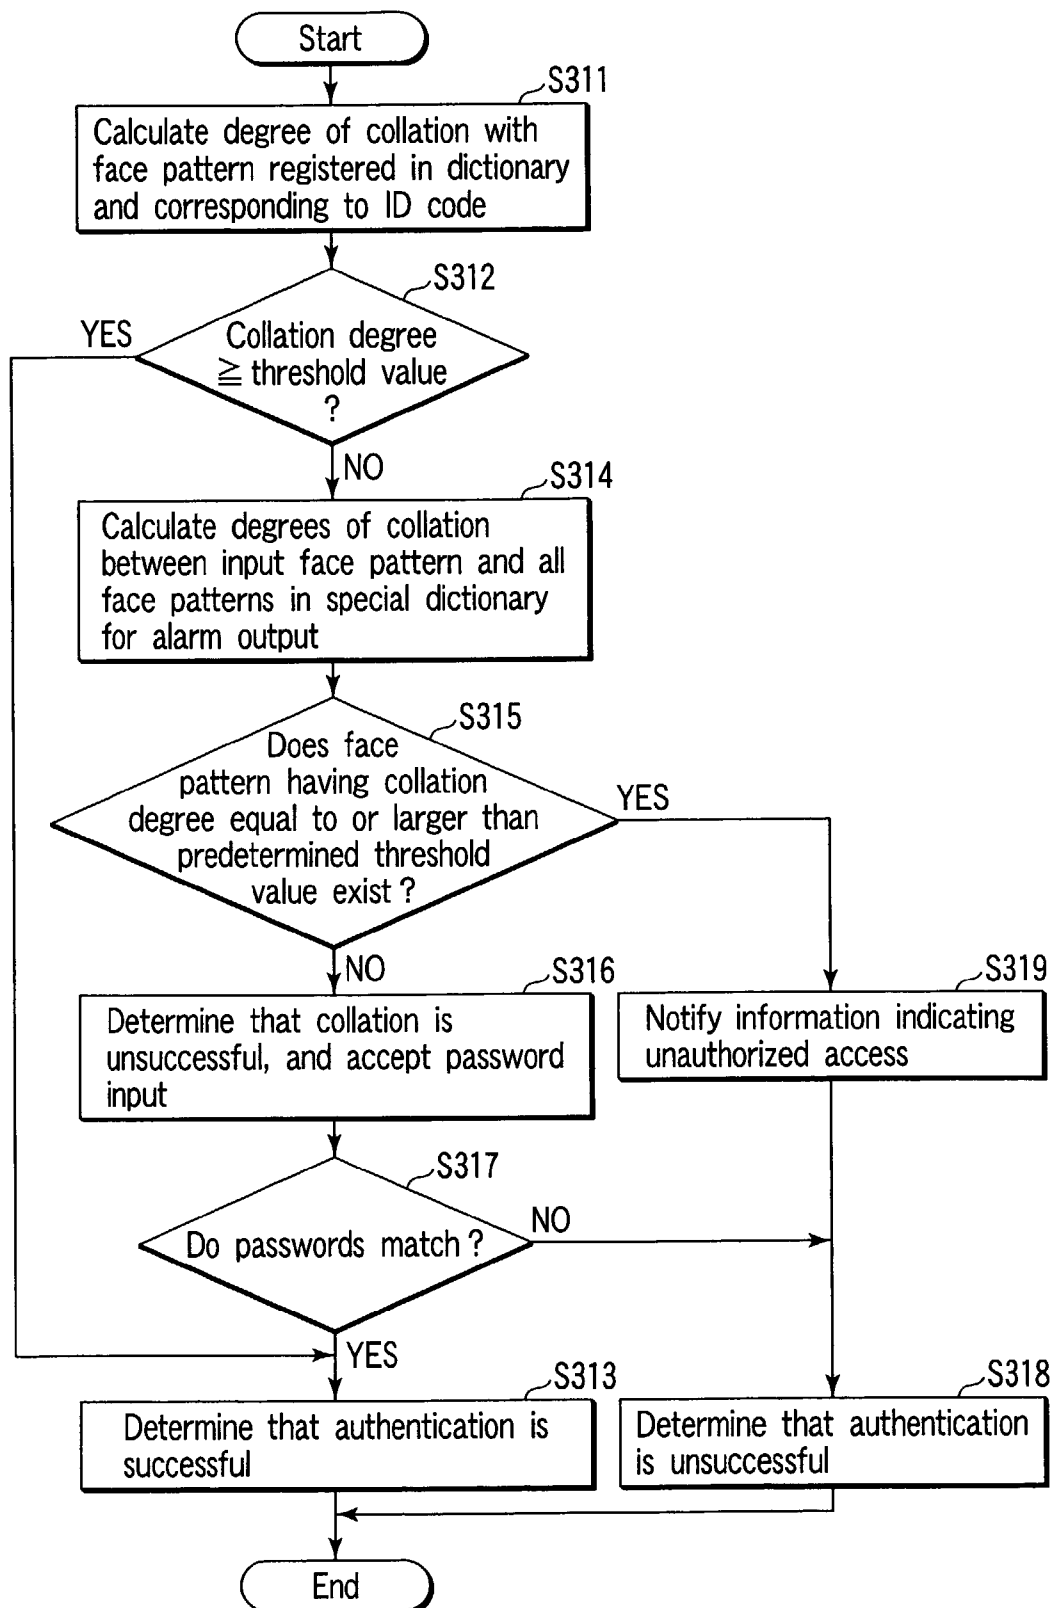 Start
S311
Calculate degree of collation with
face pattern registered in dictionary
and corresponding to ID code
S312
YES
Collation degree
≧ threshold value
?
NO
S314
Calculate degrees of collation
between input face pattern and all
face patterns in special dictionary
for alarm output
S315
Does face
pattern having collation
degree equal to or larger than
predetermined threshold
value exist ?
YES
NO
S316
Determine that collation is
unsuccessful, and accept password
input
S319
Notify information indicating
unauthorized access
S317
Do passwords match ?
NO
YES
S313
Determine that authentication is
successful
S318
Determine that authentication
is unsuccessful
End